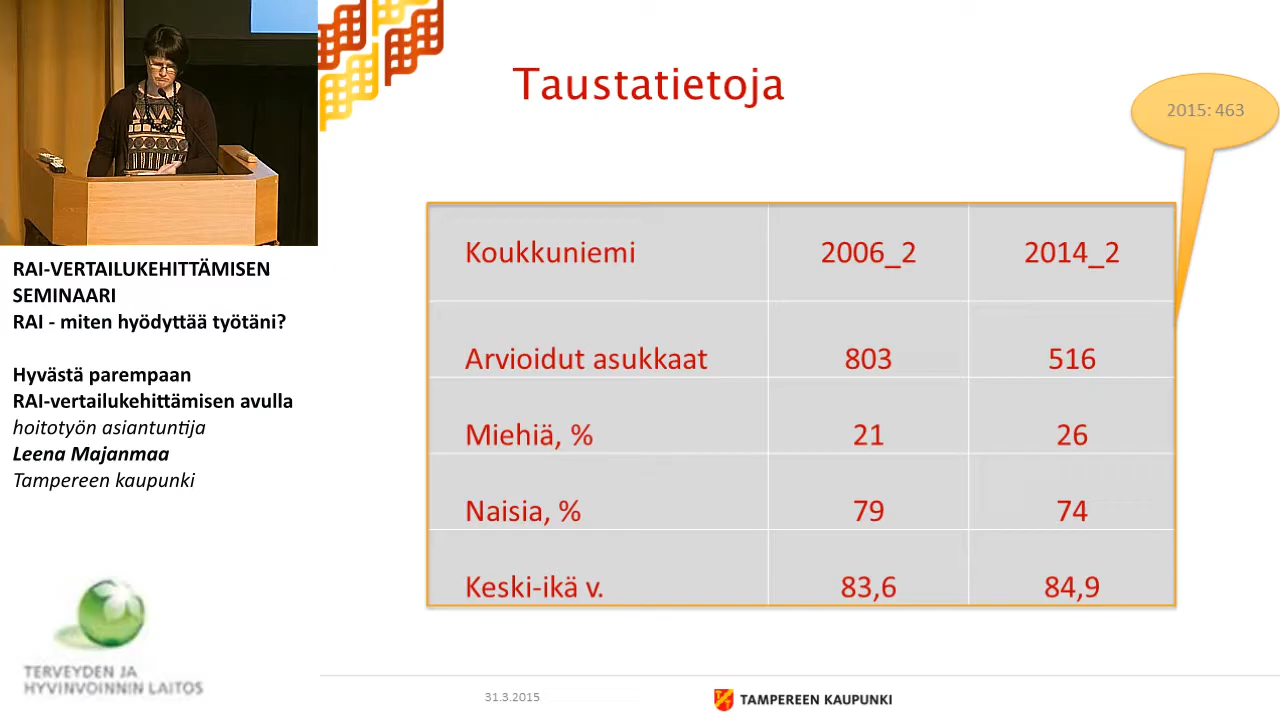 RAI-VERTAILUKEHITTÄMISEN
SEMINAARI
RAI - miten hyödyttää työtäni?
Hyvästä parempaan
RAI-vertailukehittämisen avulla
hoitotyön asiantuntija
Leena Majanmaa
Tampereen kaupunki
TERVEYDEN JA
HYVINVOINNIN LAITOS
Taustatietoja
2015: 463
Koukkuniemi 2006_2 2014_2
Arvioidut asukkaat 803 516
Miehiä, % 21 26
Naisia, % 79 74
Keski-ikä v. 83,6 84,9
31.3.2015
TAMPEREEN KAUPUNKI